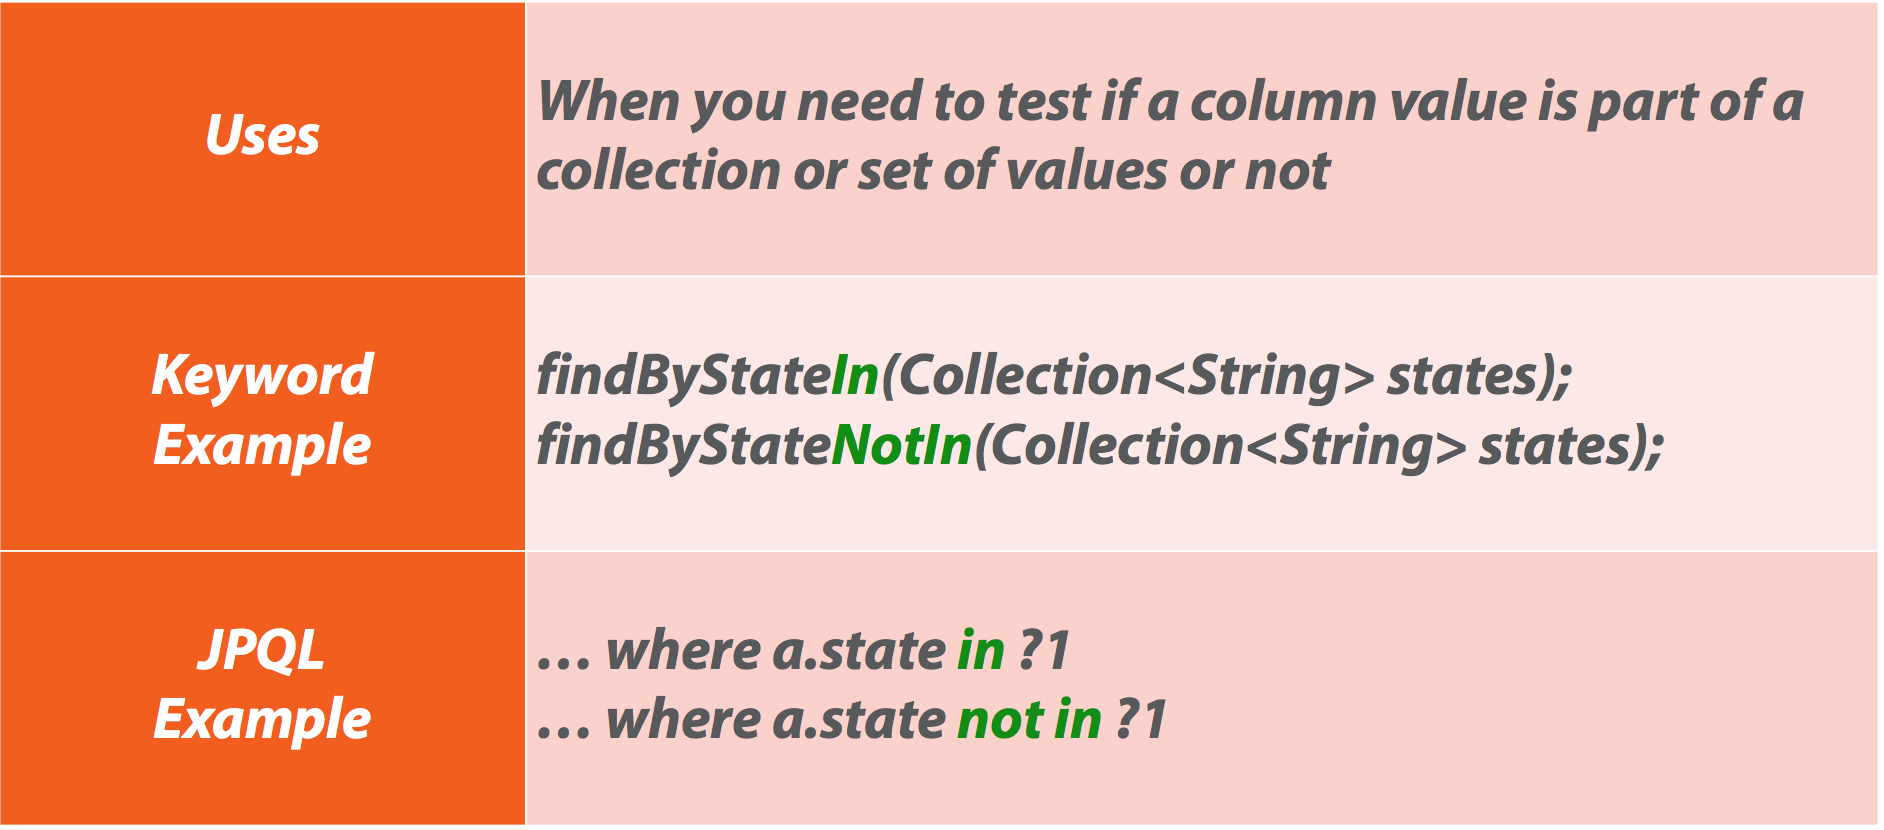 Uses
When you need to test if a column value is part of a
collection or set of values or not
Keyword
Example
findByStateIn(Collection<String> states);
findByStateNotIn(Collection<String> states);
JPQL
Example
… where a.state in ?1
… where a.state not in ?1